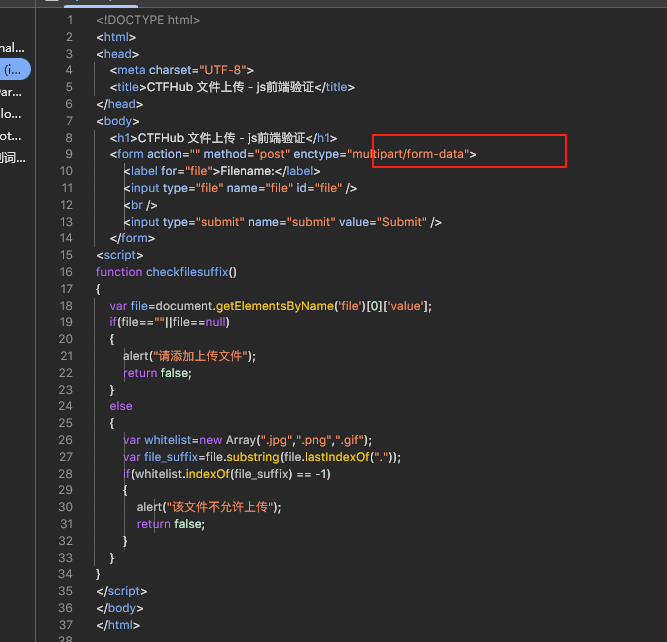 1 <!DOCTYPE html>
2 <html>
3 <head>
4 <meta charset="UTF-8">
5 <title>CTFHub 文件上传 - js前端验证</title>
6 </head>
7 <body>
8 <h1>CTFHub 文件上传 - js前端验证</h1>
9 <form action="" method="post" enctype="multipart/form-data">
10 <label for="file">Filename:</label>
11 <input type="file" name="file" id="file" />
12 <br />
13 <input type="submit" name="submit" value="Submit" />
14 </form>
15 <script>
16 function checkfilesuffix()
17 {
18 var file=document.getElementsByName('file')[0]['value'];
19 if(file==""||file==null)
20 {
21 alert("请添加上传文件");
22 return false;
23 }
24 else
25 {
26 var whitelist=new Array(".jpg",".png",".gif");
27 var file_suffix=file.substring(file.lastIndexOf("."));
28 if(whitelist.indexOf(file_suffix) == -1)
29 {
30 alert("该文件不允许上传");
31 return false;
32 }
33 }
34 }
35 </script>
36 </body>
37 </html>
38
nal...
(i...
ar...
lo...
ot...
词...